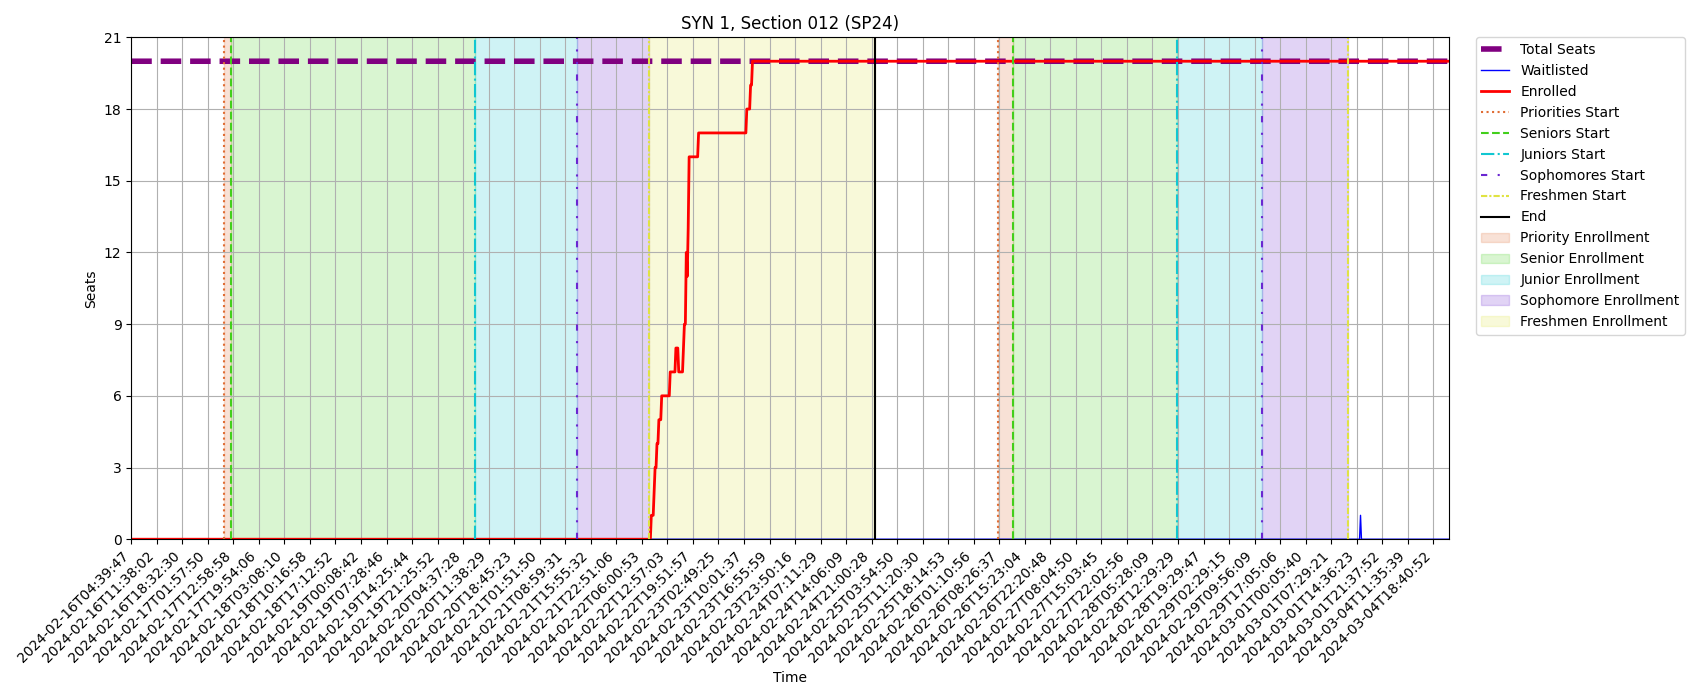 SYN 1, Section 012 (SP24)
21
18
15
12
9
6
3
0
Seats
2024-02-16T04:39:47
2024-02-16T11:38:02
2024-02-16T18:32:30
2024-02-17T01:57:50
2024-02-17T12:58:58
2024-02-17T19:54:06
2024-02-18T03:08:10
2024-02-18T10:16:58
2024-02-18T17:12:52
2024-02-19T00:08:42
2024-02-19T07:28:46
2024-02-19T14:25:44
2024-02-19T21:25:52
2024-02-20T04:37:28
2024-02-20T11:38:29
2024-02-20T18:45:23
2024-02-21T01:51:50
2024-02-21T08:59:31
2024-02-21T15:55:32
2024-02-21T22:51:06
2024-02-22T06:00:53
2024-02-22T12:57:03
2024-02-22T19:51:57
2024-02-23T02:49:25
2024-02-23T10:01:37
2024-02-23T16:55:59
2024-02-23T23:50:16
2024-02-24T07:11:29
2024-02-24T14:06:09
2024-02-24T21:00:28
2024-02-25T03:54:50
2024-02-25T11:20:30
2024-02-25T18:14:53
2024-02-26T01:10:56
2024-02-26T08:26:37
2024-02-26T15:23:04
2024-02-26T22:20:48
2024-02-27T08:04:50
2024-02-27T15:03:45
2024-02-27T22:02:56
2024-02-28T05:28:09
2024-02-28T12:29:29
2024-02-28T19:29:47
2024-02-29T02:29:15
2024-02-29T09:56:09
2024-02-29T17:05:06
2024-03-01T00:05:40
2024-03-01T07:29:21
2024-03-01T14:36:23
2024-03-01T21:37:52
2024-03-04T11:35:39
2024-03-04T18:40:52
Time
Total Seats
Waitlisted
Enrolled
Priorities Start
Seniors Start
Juniors Start
Sophomores Start
Freshmen Start
End
Priority Enrollment
Senior Enrollment
Junior Enrollment
Sophomore Enrollment
Freshmen Enrollment